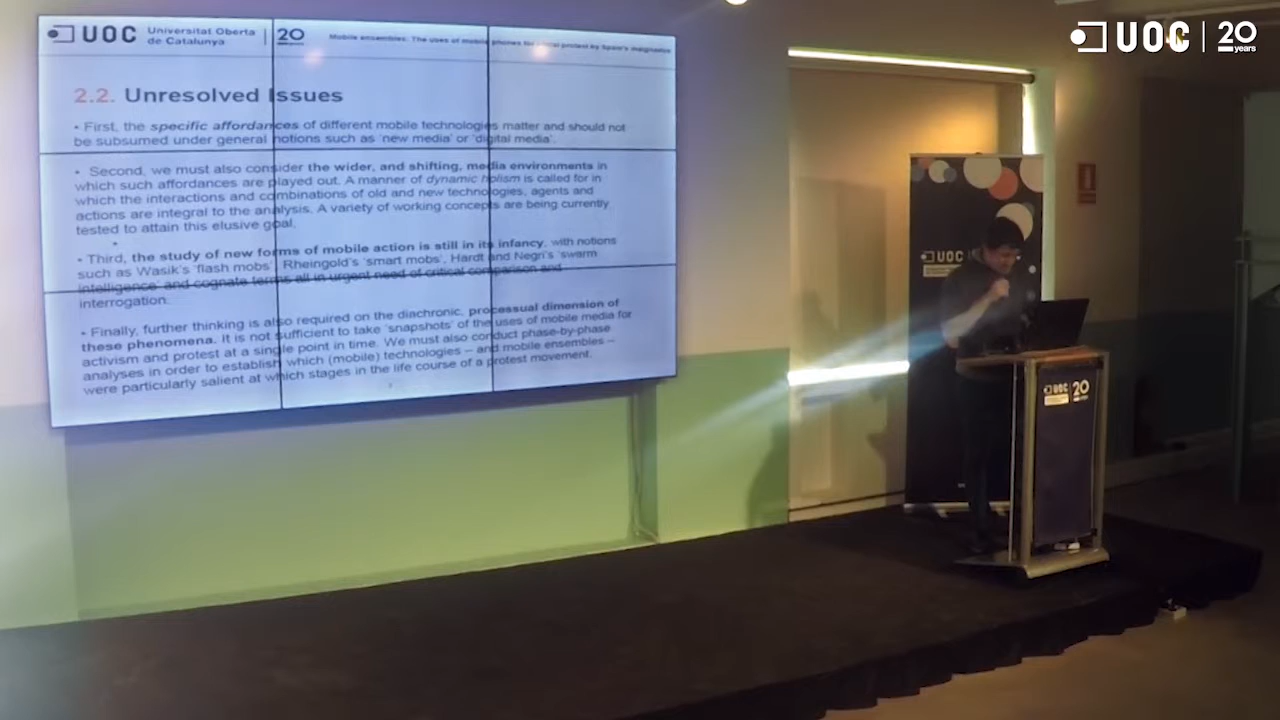 UOC Universitat Oberta
de Catalunya
20
years
Mobile ensembles: The uses of mobile phones for social protest by Spain's indignados
2.2. Unresolved Issues
• First, the specific affordances of different mobile technologies matter and should not
be subsumed under general notions such as 'new media' or 'digital media'.
• Second, we must also consider the wider, and shifting, media environments in
which such affordances are played out. A manner of dynamic holism is called for in
which the interactions and combinations of old and new technologies, agents and
actions are integral to the analysis. A variety of working concepts are being currently
tested to attain this elusive goal.
• Third, the study of new forms of mobile action is still in its infancy, with notions
such as Wasik's 'flash mobs', Rheingold's 'smart mobs', Hardt and Negri's 'swarm
intelligence' and cognate terms all in urgent need of critical comparison and
interrogation.
• Finally, further thinking is also required on the diachronic, processual dimension of
these phenomena. It is not sufficient to take 'snapshots' of the uses of mobile media for
activism and protest at a single point in time. We must also conduct phase-by-phase
analyses in order to establish which (mobile) technologies – and mobile ensembles –
were particularly salient at which stages in the life course of a protest movement.
UOC 20
years
UOC
UOC 20